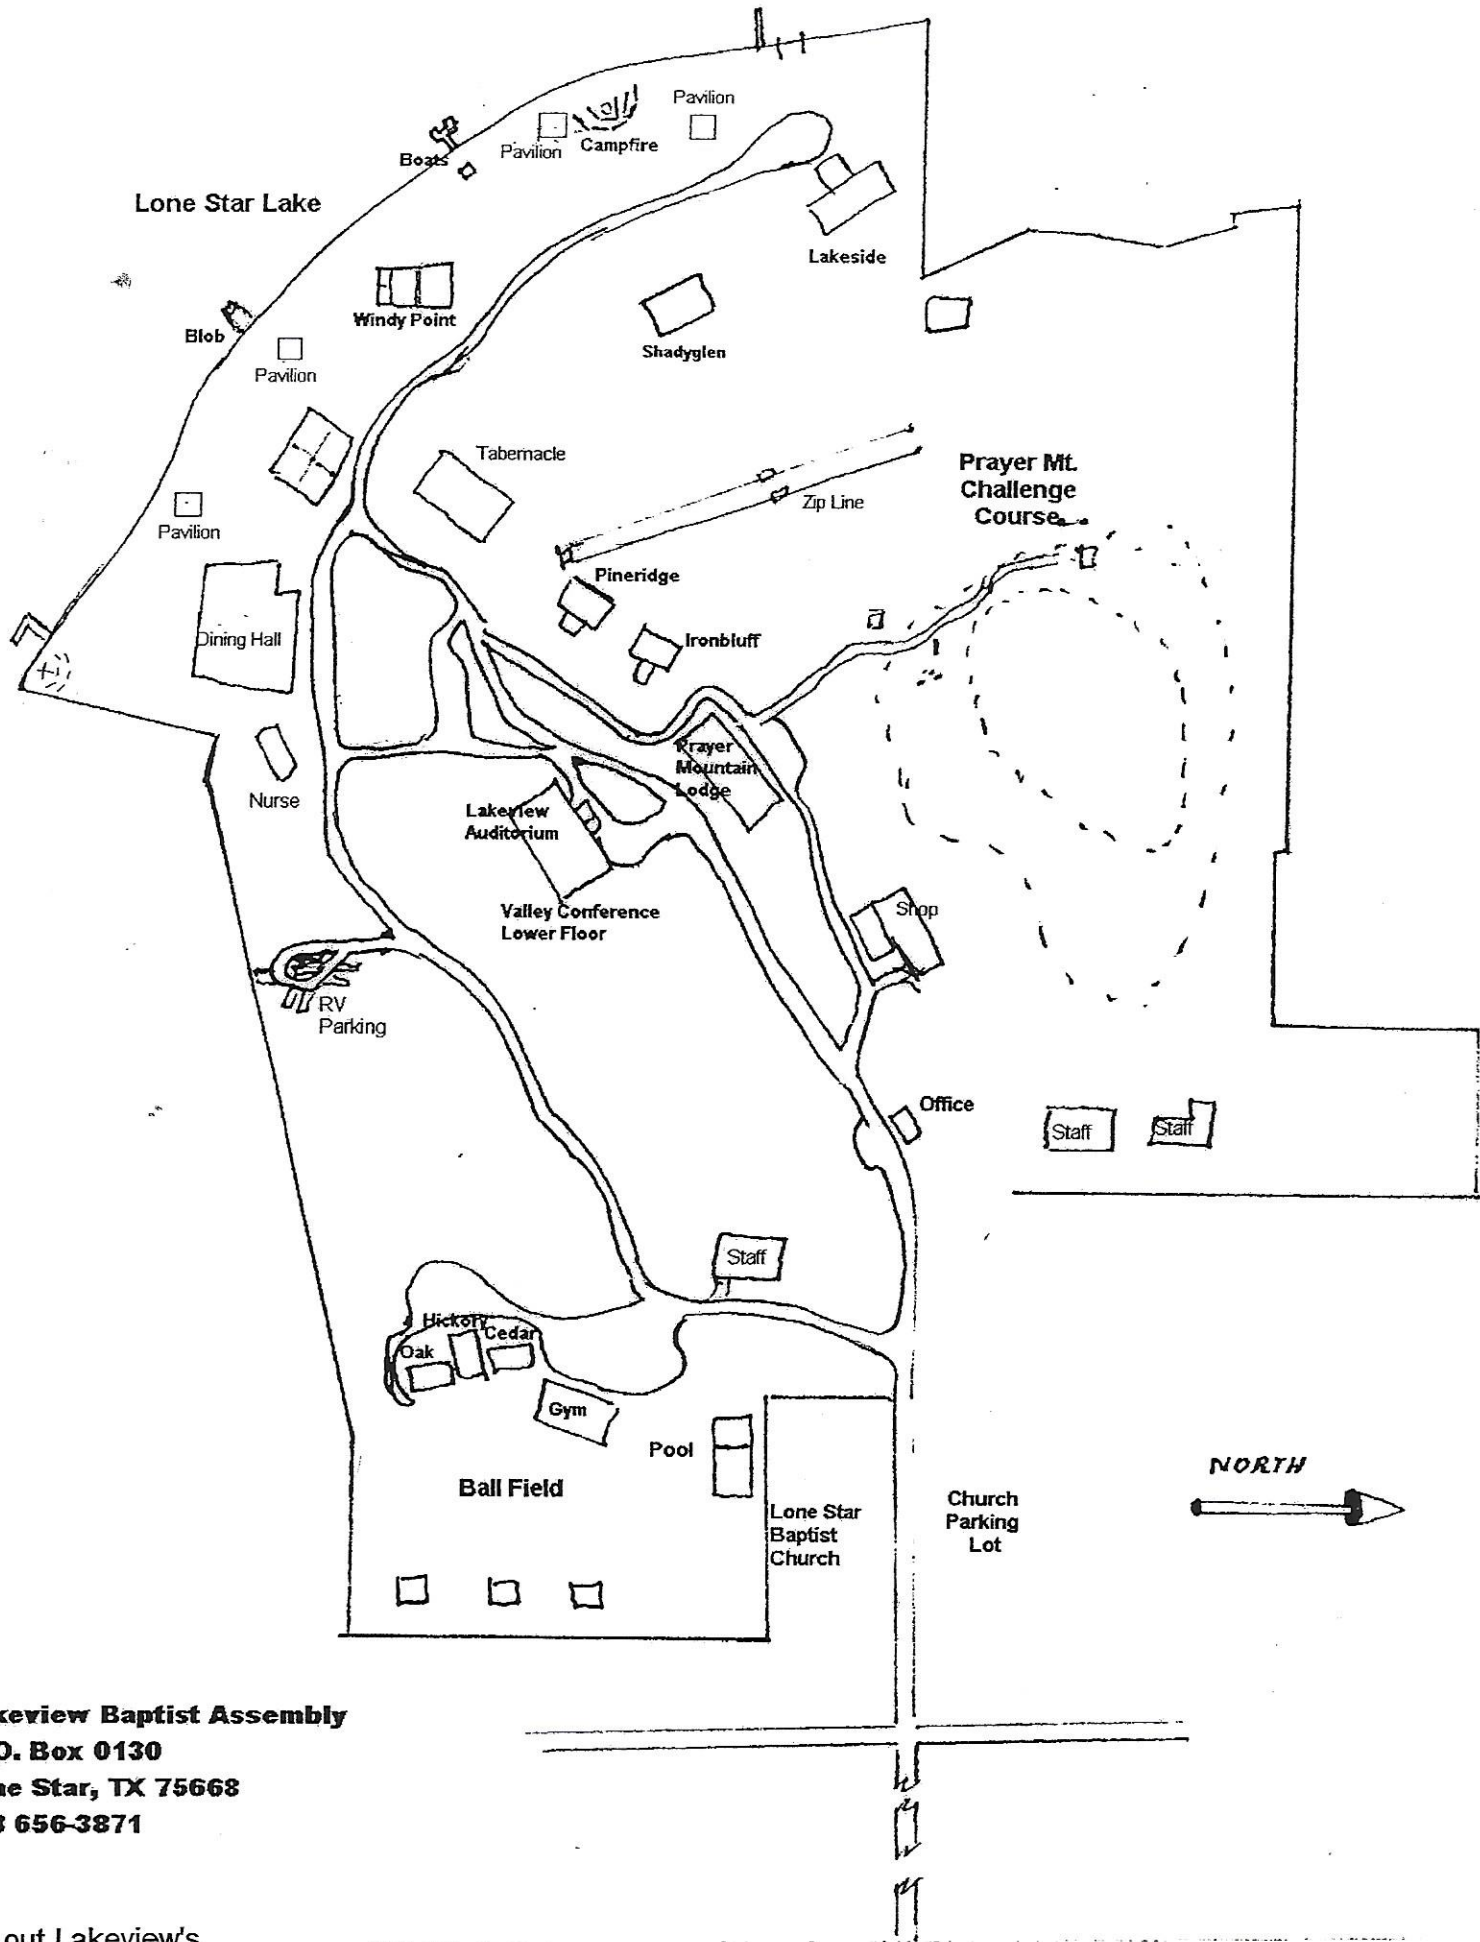 Pavilion
Campfire
Pavilion
Boats
Lone Star Lake
Lakeside
Windy Point
Blob
Shadyglen
Pavilion
Tabernacle
Prayer Mt.
Challenge
Course
Zip Line
Pavilion
Pineridge
Dining Hall
Ironbluff
Prayer
Mountain
Lodge
Nurse
Lakeview
Auditorium
Valley Conference
Lower Floor
Shop
RV
Parking
Office
Staff
Staff
Staff
Hickory
Cedar
Oak
Gym
Pool
Ball Field
NORTH
Lone Star
Baptist
Church
Church
Parking
Lot
keview Baptist Assembly
O. Box 0130
ne Star, TX 75668
3 656-3871
out Lakeview's